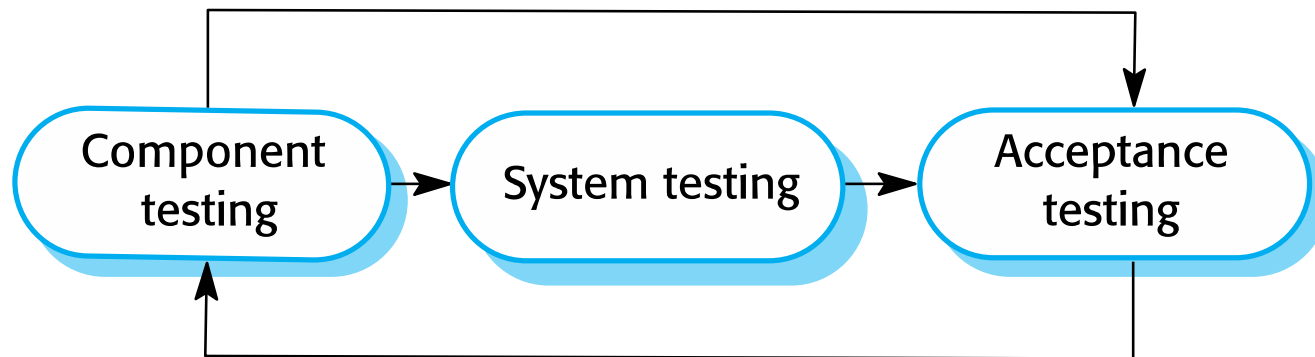 Component
testing
System testing
Acceptance
testing